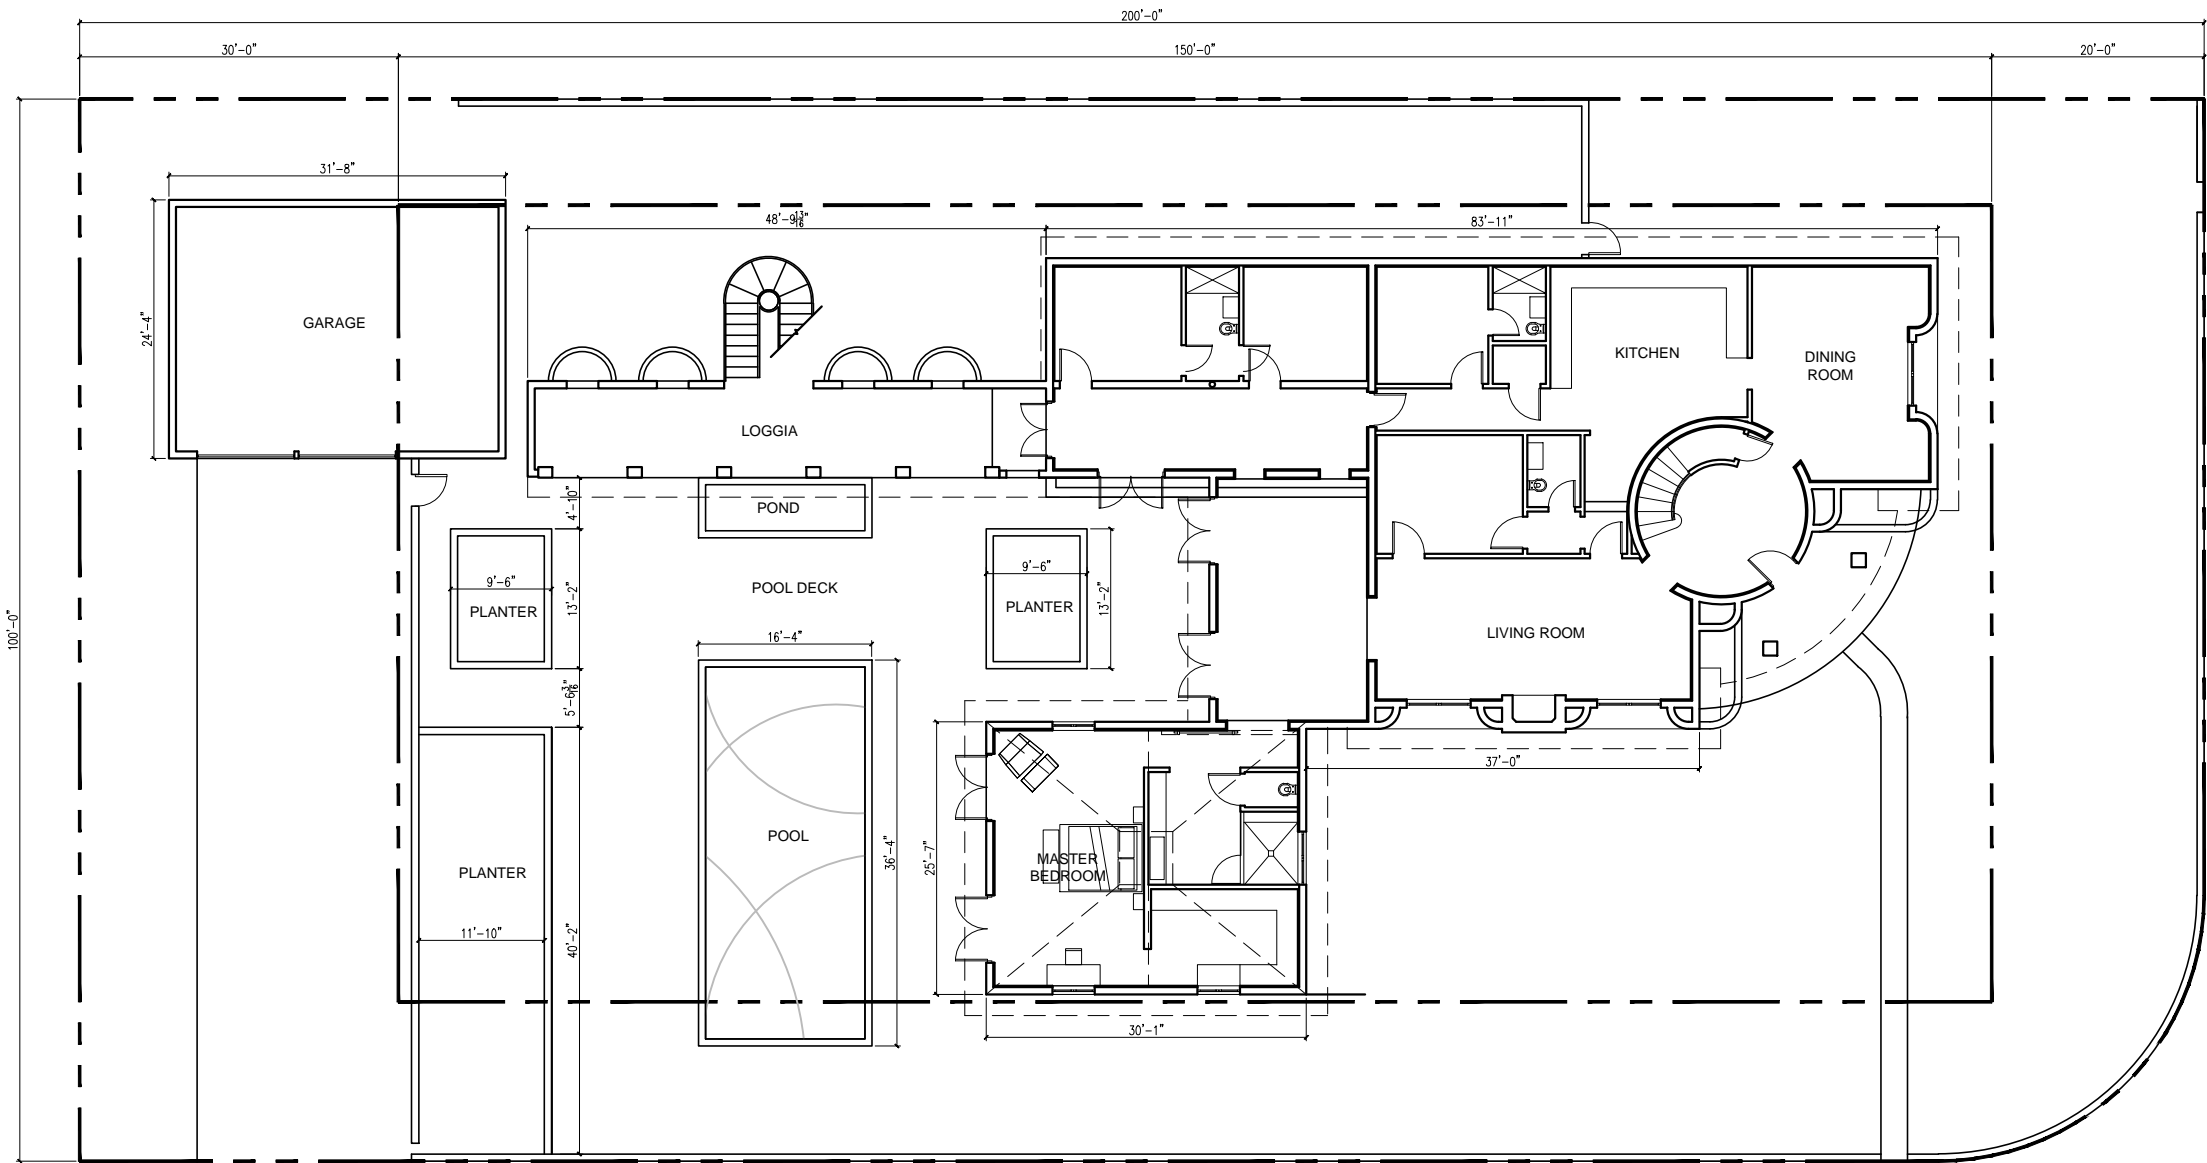 200'-0"
30'-0"
150'-0"
20'-0"
31'-8"
48'-9 13/16"
83'-11"
24'-4"
GARAGE
KITCHEN
DINING
ROOM
LOGGIA
4'-10"
POND
100'-0"
9'-6"
PLANTER
13'-2"
POOL DECK
9'-6"
PLANTER
13'-2"
16'-4"
LIVING ROOM
5'-6 3/16"
37'-0"
POOL
36'-4"
25'-7"
MASTER
BEDROOM
PLANTER
11'-10"
40'-2"
30'-1"